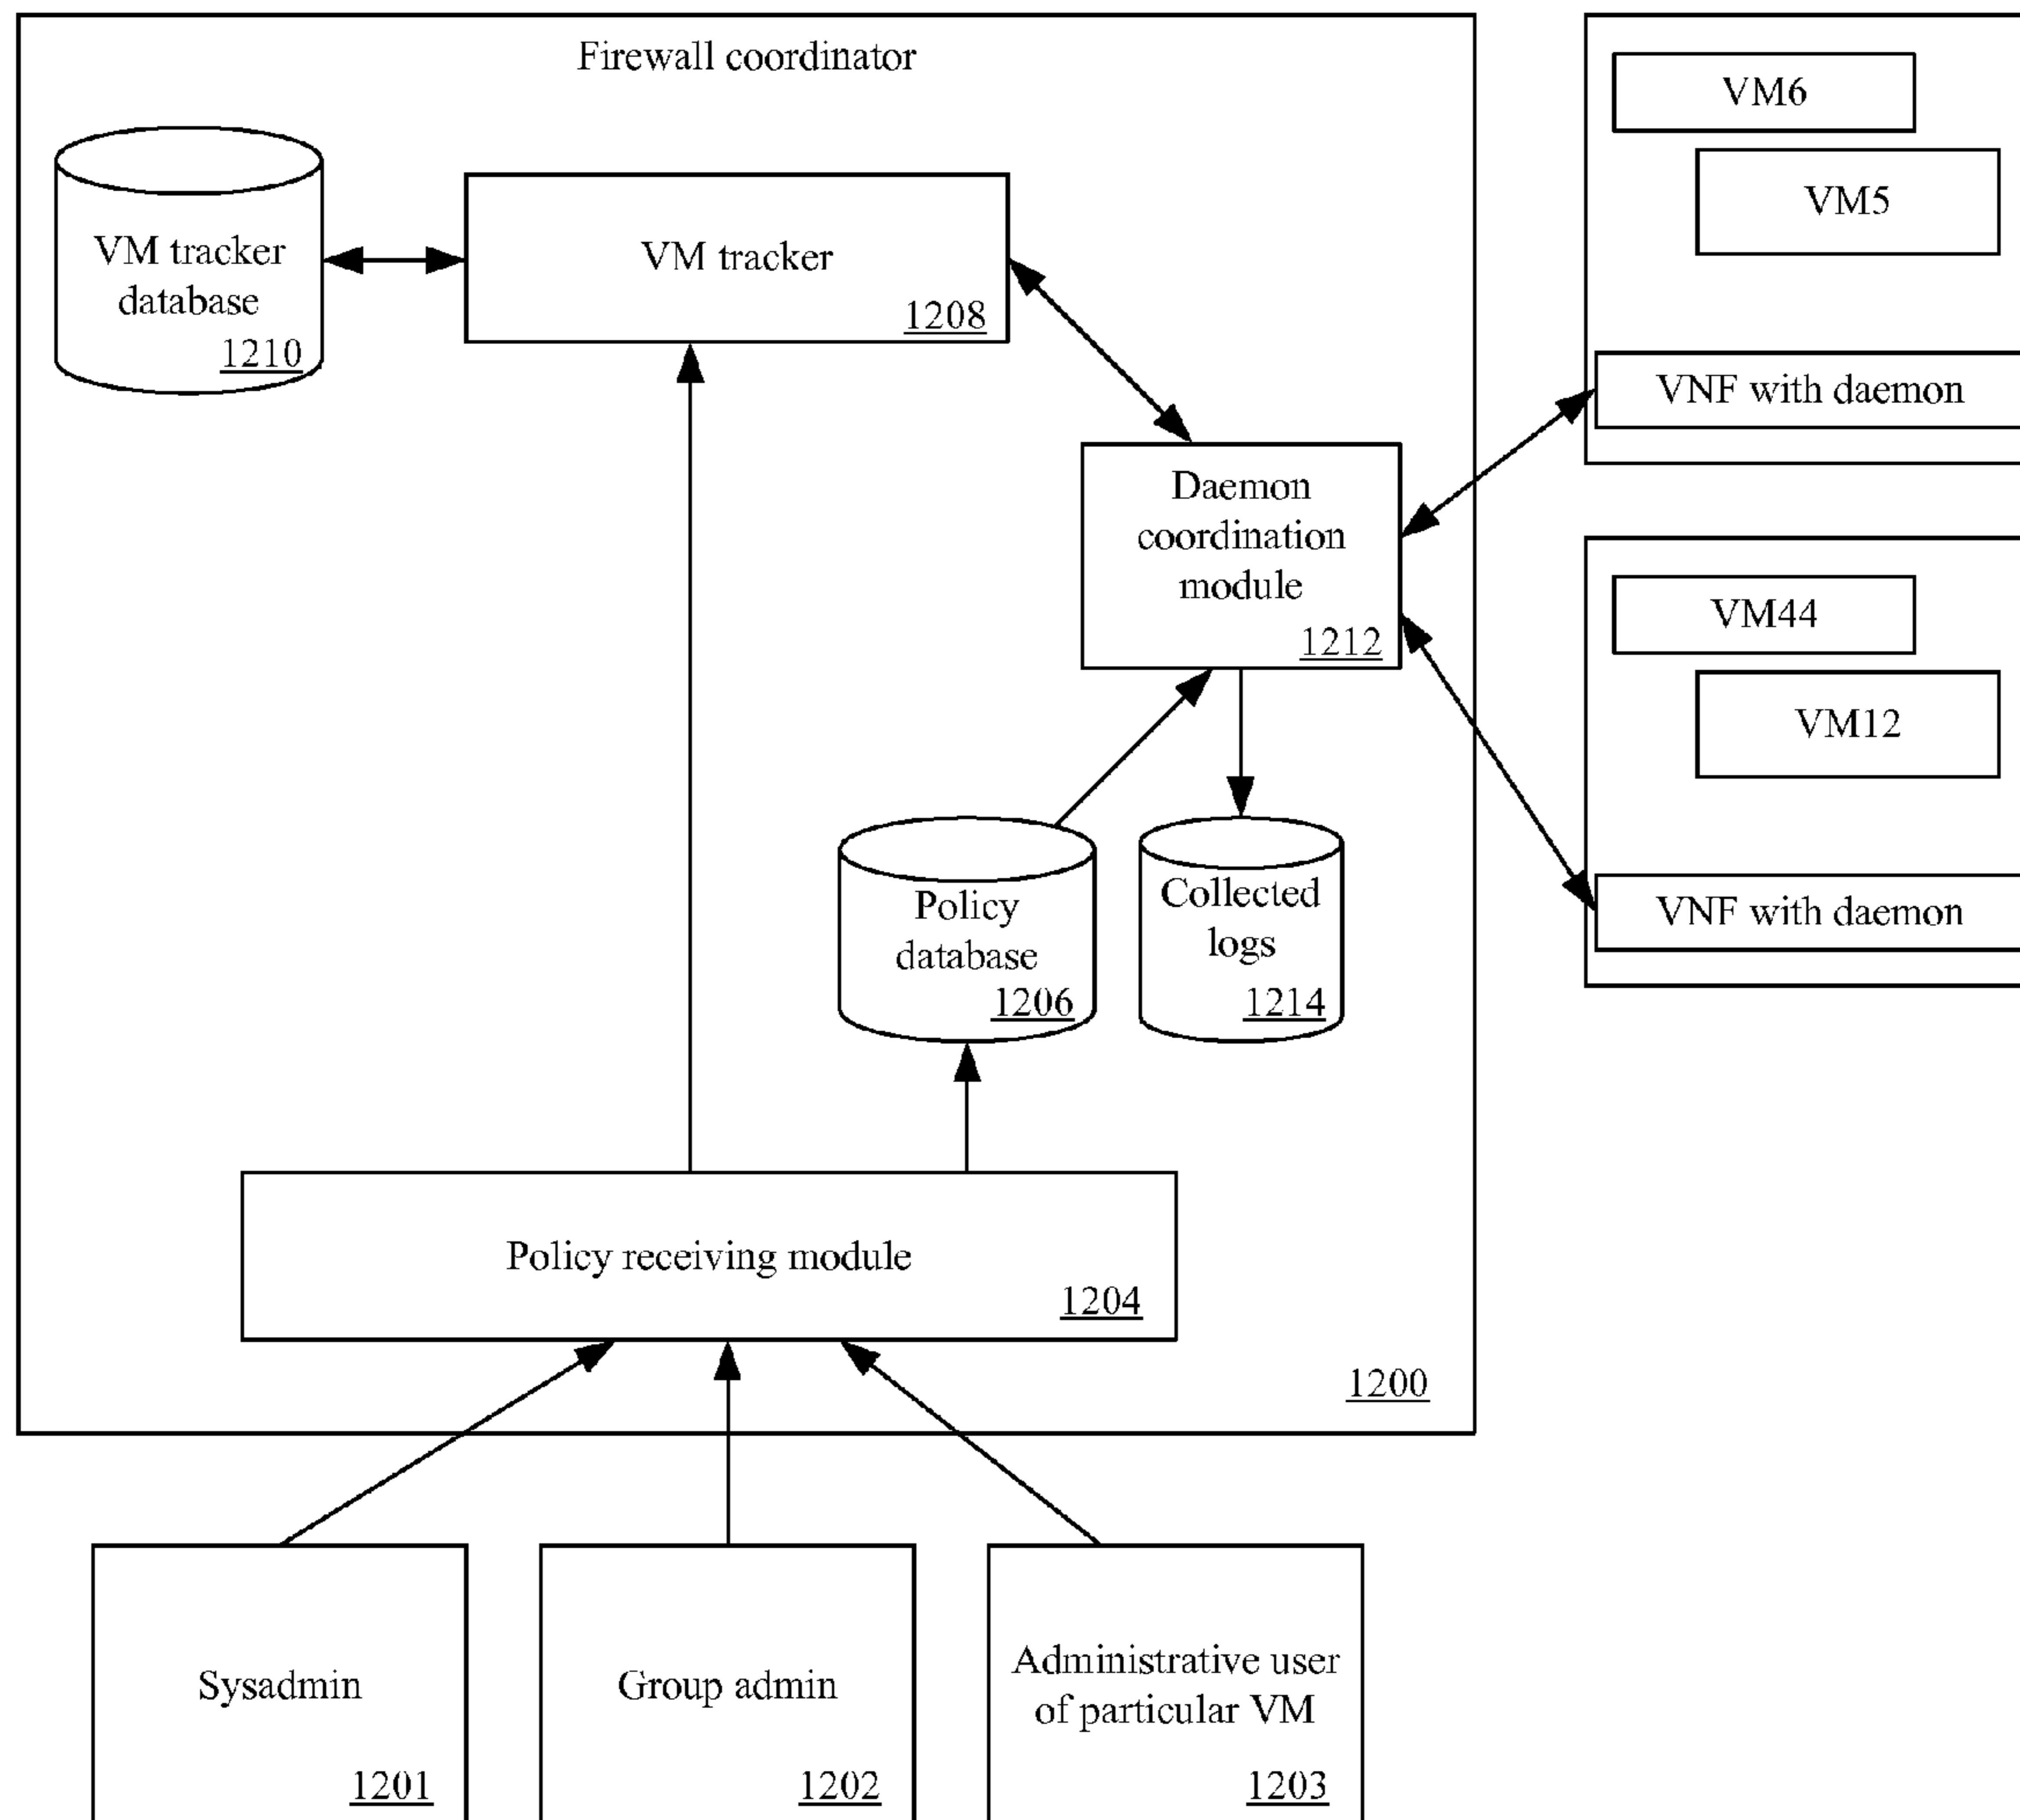 Firewall coordinator
VM tracker
database
1210
VM tracker
1208
Daemon
coordination
module
1212
Policy
database
1206
Collected
logs
1214
Policy receiving module
1204
1200
VM6
VM5
VNF with daemon
VM44
VM12
VNF with daemon
Sysadmin
1201
Group admin
1202
Administrative user
of particular VM
1203